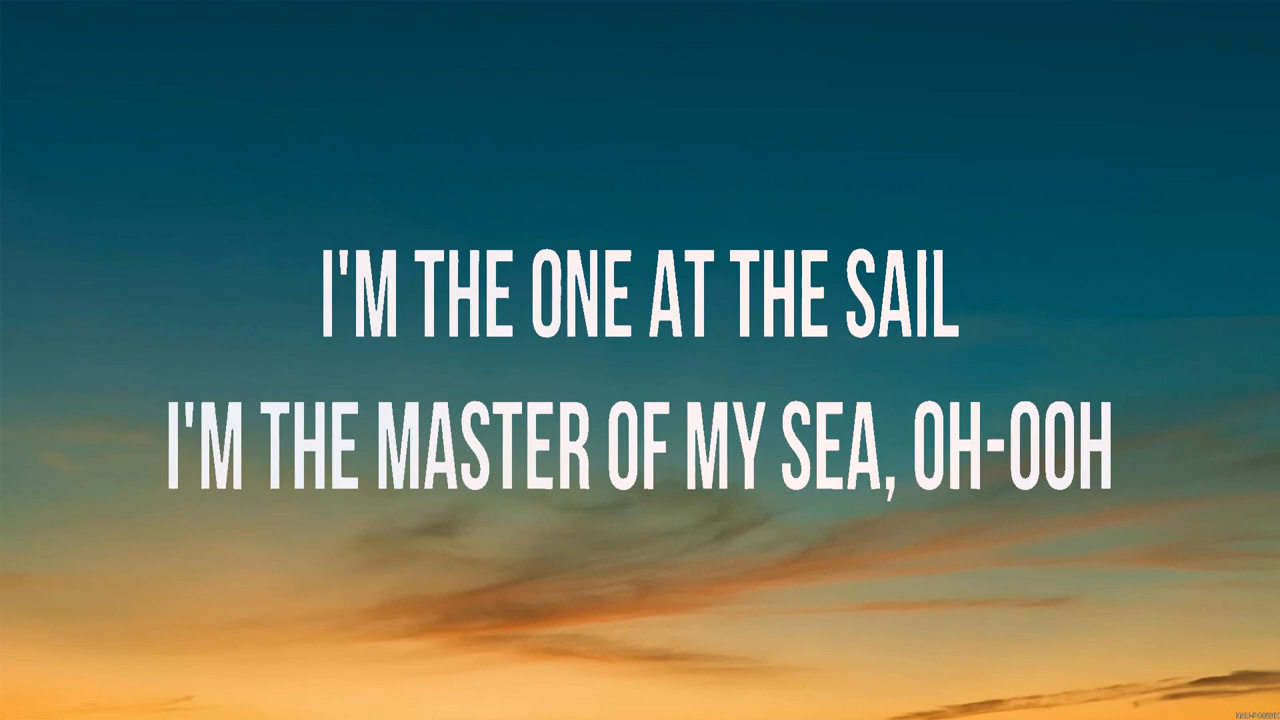 I'M THE ONE AT THE SAIL
I'M THE MASTER OF MY SEA, OH-OOH